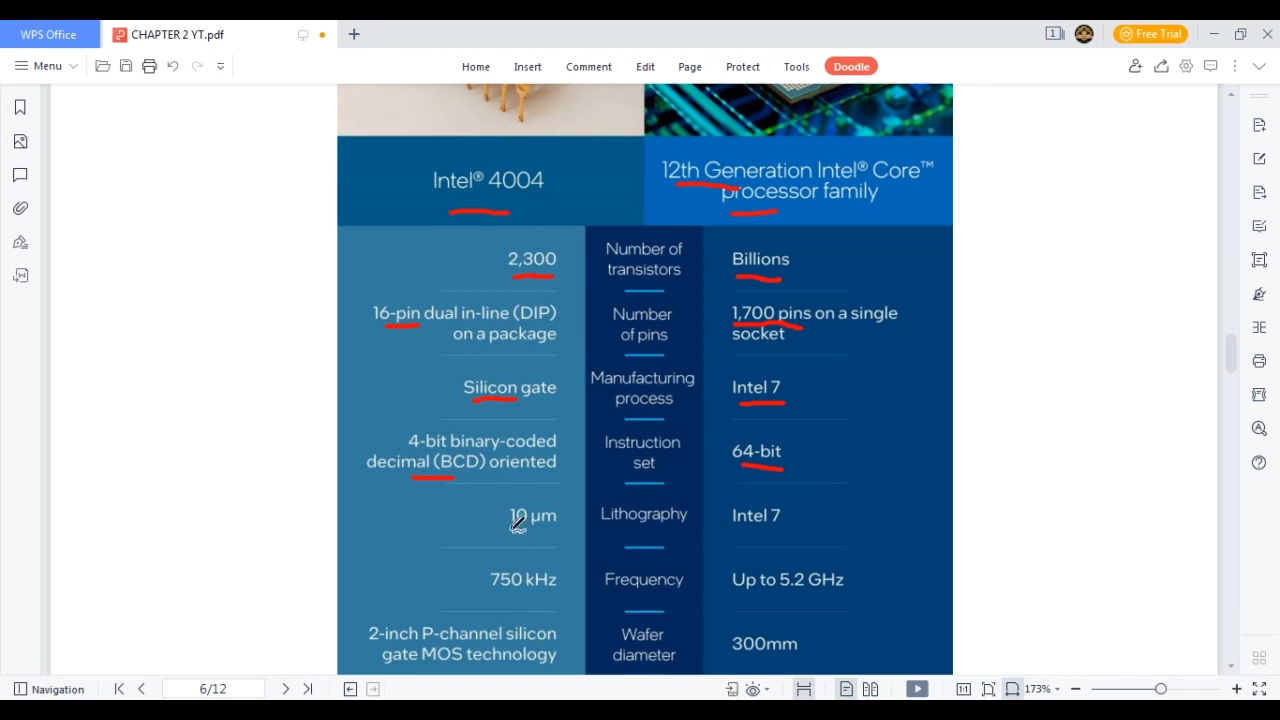 WPS Office
CHAPTER 2 YT.pdf
1
Free Trial
Menu
Home Insert Comment Edit Page Protect Tools Doodle
Intel® 4004
12th Generation Intel® Core™
processor family
2,300
Number of
transistors
Billions
16-pin dual in-line (DIP)
on a package
Number
of pins
1,700 pins on a single
socket
Silicon gate
Manufacturing
process
Intel 7
4-bit binary-coded
decimal (BCD) oriented
Instruction
set
64-bit
10 µm
Lithography
Intel 7
750 kHz
Frequency
Up to 5.2 GHz
2-inch P-channel silicon
gate MOS technology
Wafer
diameter
300mm
Navigation
6/12
1:1
173%